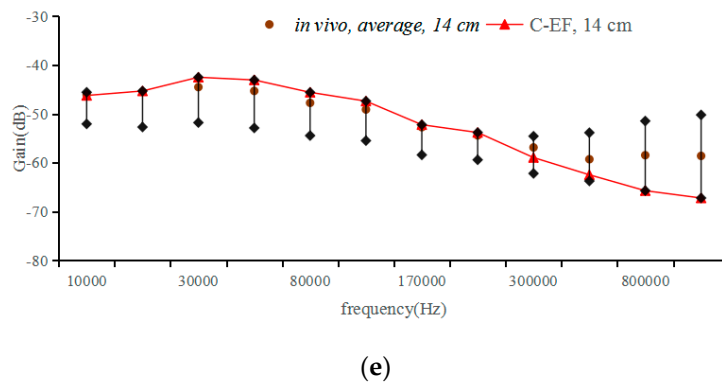 -30
in vivo, average, 14 cm C-EF, 14 cm
-40
-50
-60
-70
-80
Gain(dB)
10000 30000 80000 170000 300000 800000
frequency(Hz)
(e)